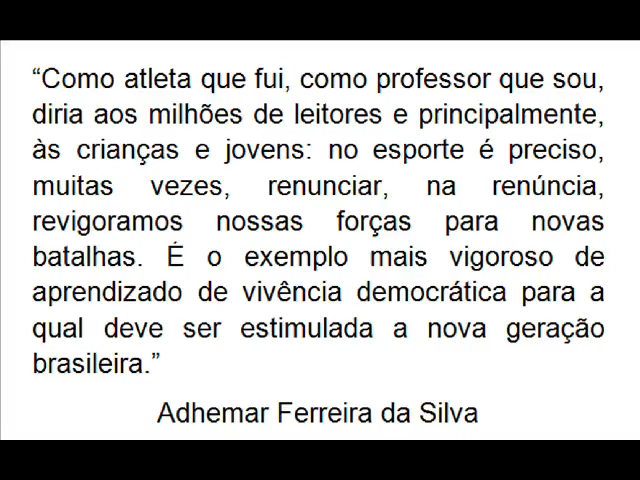 “Como atleta que fui, como professor que sou,
diria aos milhões de leitores e principalmente,
às crianças e jovens: no esporte é preciso,
muitas vezes, renunciar, na renúncia,
revigoramos nossas forças para novas
batalhas. É o exemplo mais vigoroso de
aprendizado de vivência democrática para a
qual deve ser estimulada a nova geração
brasileira.”
Adhemar Ferreira da Silva